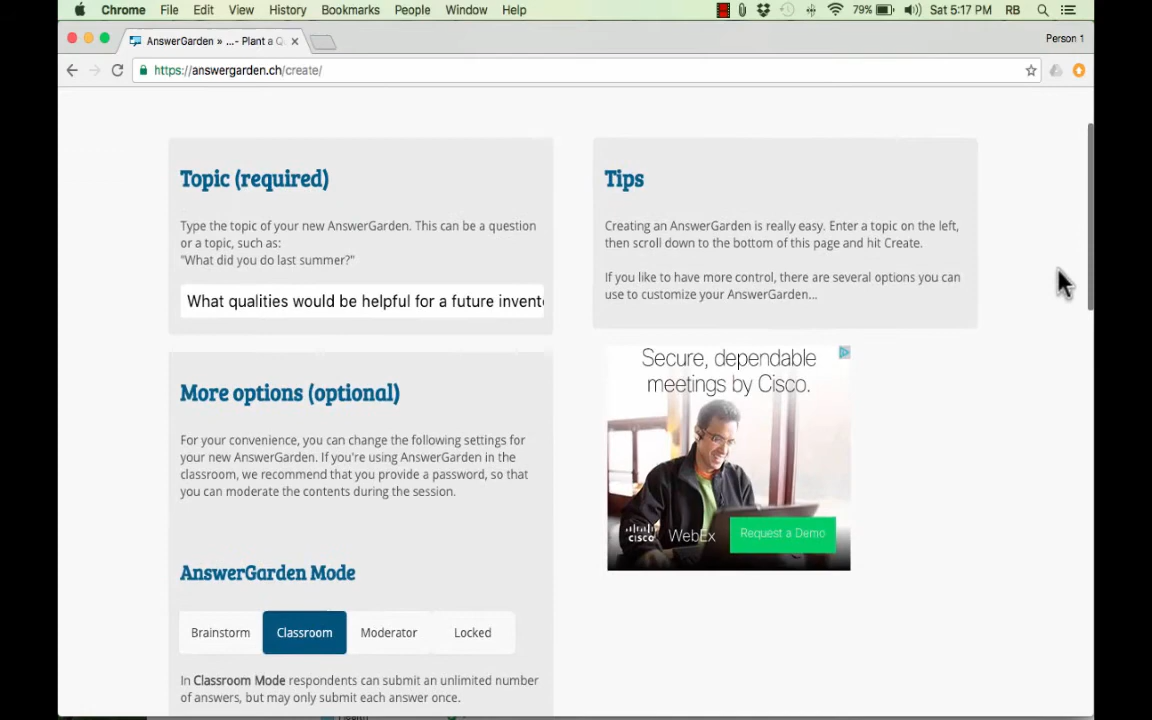 Chrome File Edit View History Bookmarks People Window Help 79% Sat 5:17 PM RB
AnswerGarden » ...- Plant a Q
Person 1
https://answergarden.ch/create/
Topic (required)
Type the topic of your new AnswerGarden. This can be a question
or a topic, such as:
"What did you do last summer?"
What qualities would be helpful for a future invent
Tips
Creating an AnswerGarden is really easy. Enter a topic on the left,
then scroll down to the bottom of this page and hit Create.
If you like to have more control, there are several options you can
use to customize your AnswerGarden...
Secure, dependable
meetings by Cisco.
CISCO WebEx Request a Demo
More options (optional)
For your convenience, you can change the following settings for
your new AnswerGarden. If you're using AnswerGarden in the
classroom, we recommend that you provide a password, so that
you can moderate the contents during the session.
AnswerGarden Mode
Brainstorm Classroom Moderator Locked
In Classroom Mode respondents can submit an unlimited number
of answers, but may only submit each answer once.